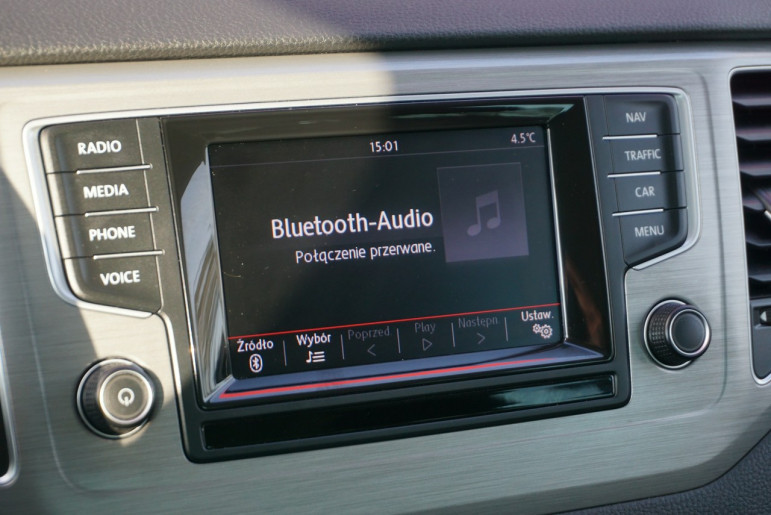 RADIO
MEDIA
PHONE
VOICE
15:01
4.5°C
Bluetooth-Audio
Połączenie przerwane.
Źródło
Wybór
Poprzed.
Play
Następn.
Ustaw.
NAV
TRAFFIC
CAR
MENU